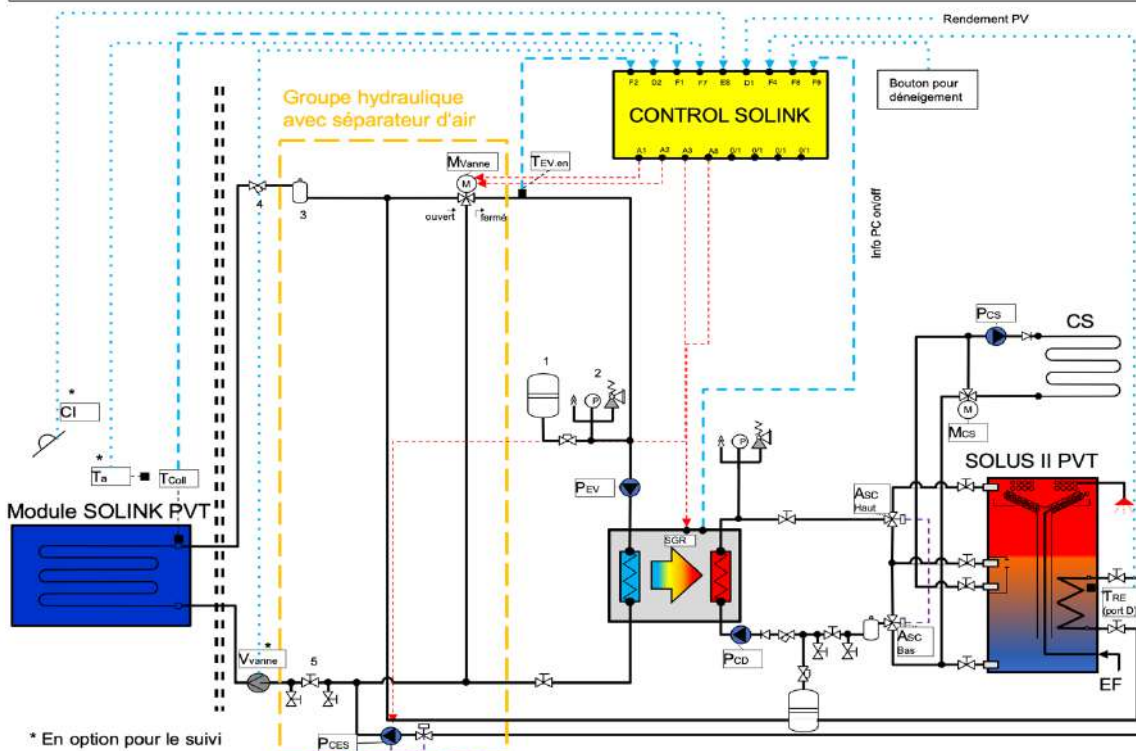 Rendement PV
F2 D2 F1 F7 E8 D1 F4 F6 F9
CONTROL SOLINK
A1 A2 A3 A8 0/1 0/1 0/1 0/1
Bouton pour
déneigement
Groupe hydraulique
avec séparateur d'air
MVanne
M
TEV.en
4
3
ouvert
fermé
Info PC on/off
PCS
CS
M
MCS
1
2
P
* CI
* Ta
TColl
PEV
P
SOLUS II PVT
ASC
Haut
Module SOLINK PVT
SGR
TRE
(port D)
Vvanne *
5
PCD
ASC
Bas
EF
* En option pour le suivi
PCES